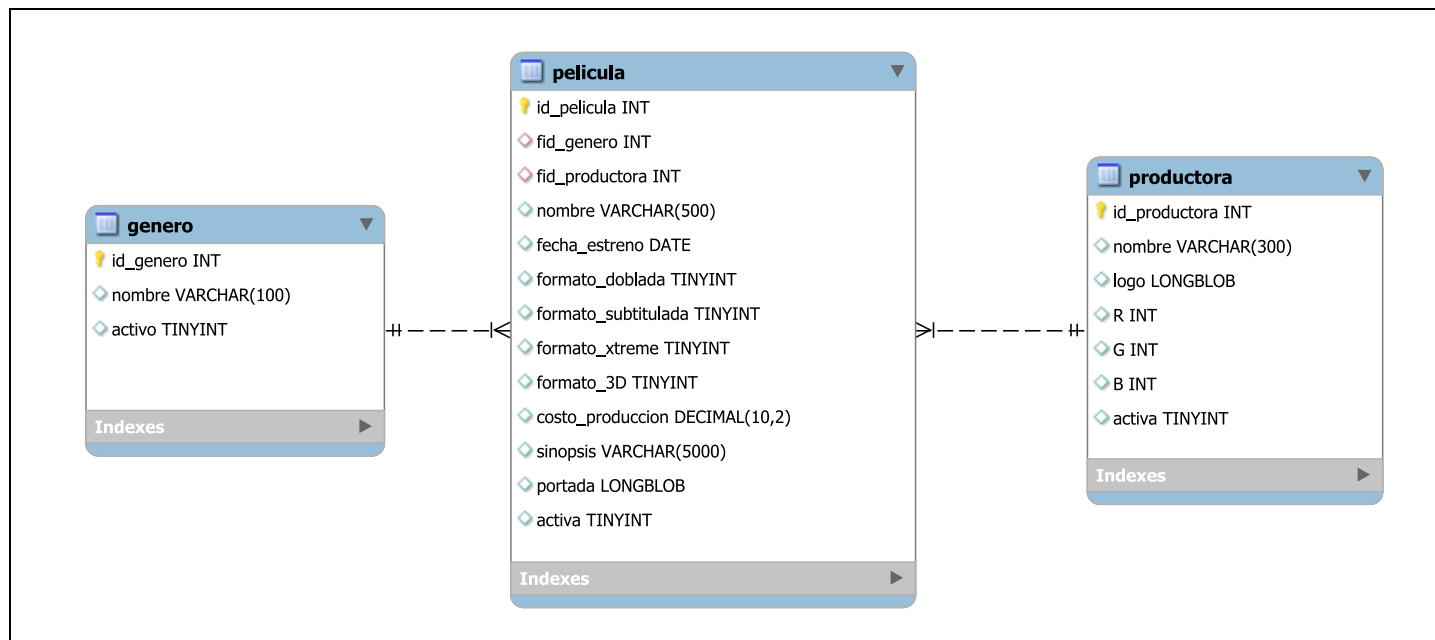 genero
id_genero INT
nombre VARCHAR(100)
activo TINYINT
Indexes
pelicula
id_pelicula INT
fid_genero INT
fid_productora INT
nombre VARCHAR(500)
fecha_estreno DATE
formato_doblada TINYINT
formato_subtitulada TINYINT
formato_xtreme TINYINT
formato_3D TINYINT
costo_produccion DECIMAL(10,2)
sinopsis VARCHAR(5000)
portada LONGBLOB
activa TINYINT
Indexes
productora
id_productora INT
nombre VARCHAR(300)
logo LONGBLOB
R INT
G INT
B INT
activa TINYINT
Indexes